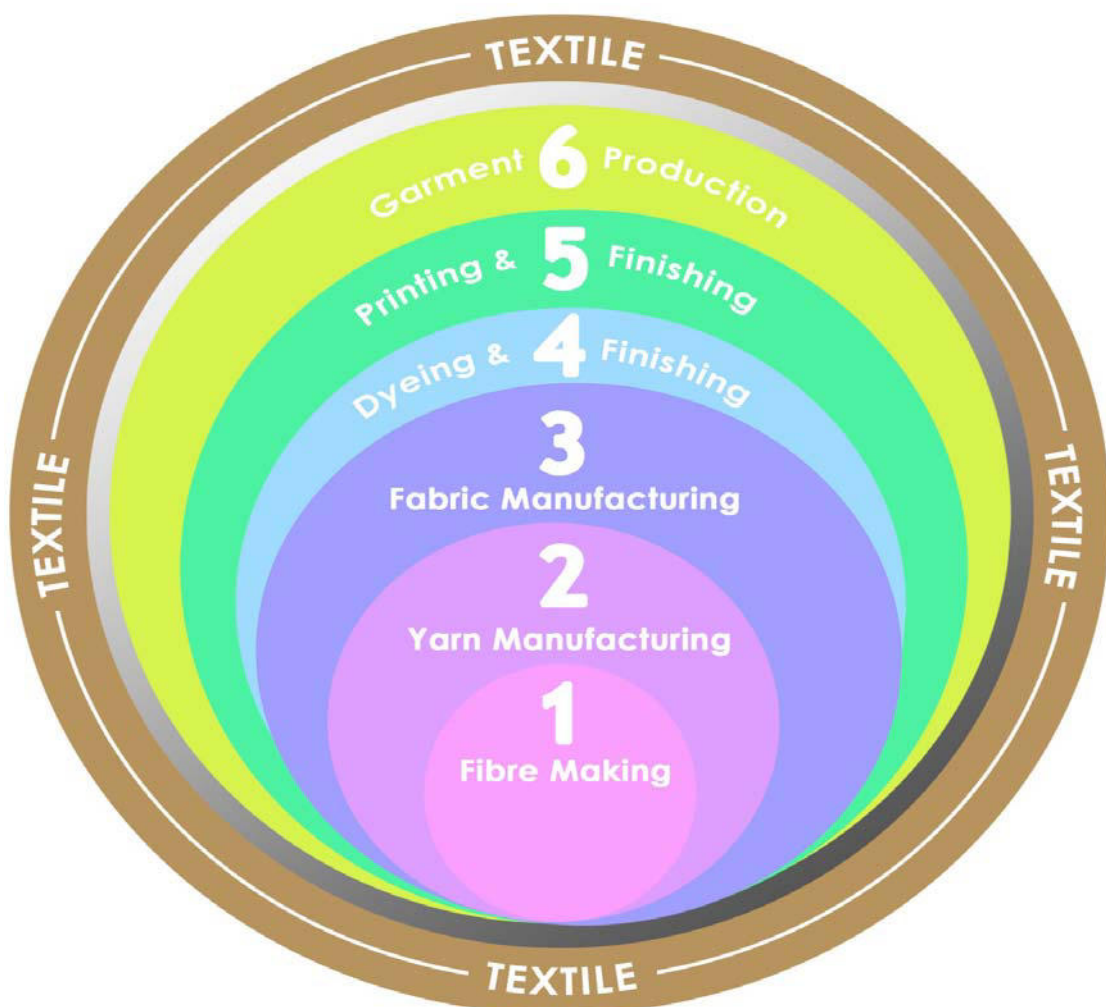 TEXTILE
6
Garment Production
5
Printing & Finishing
4
Dyeing & Finishing
3
Fabric Manufacturing
2
Yarn Manufacturing
1
Fibre Making
TEXTILE
TEXTILE
TEXTILE